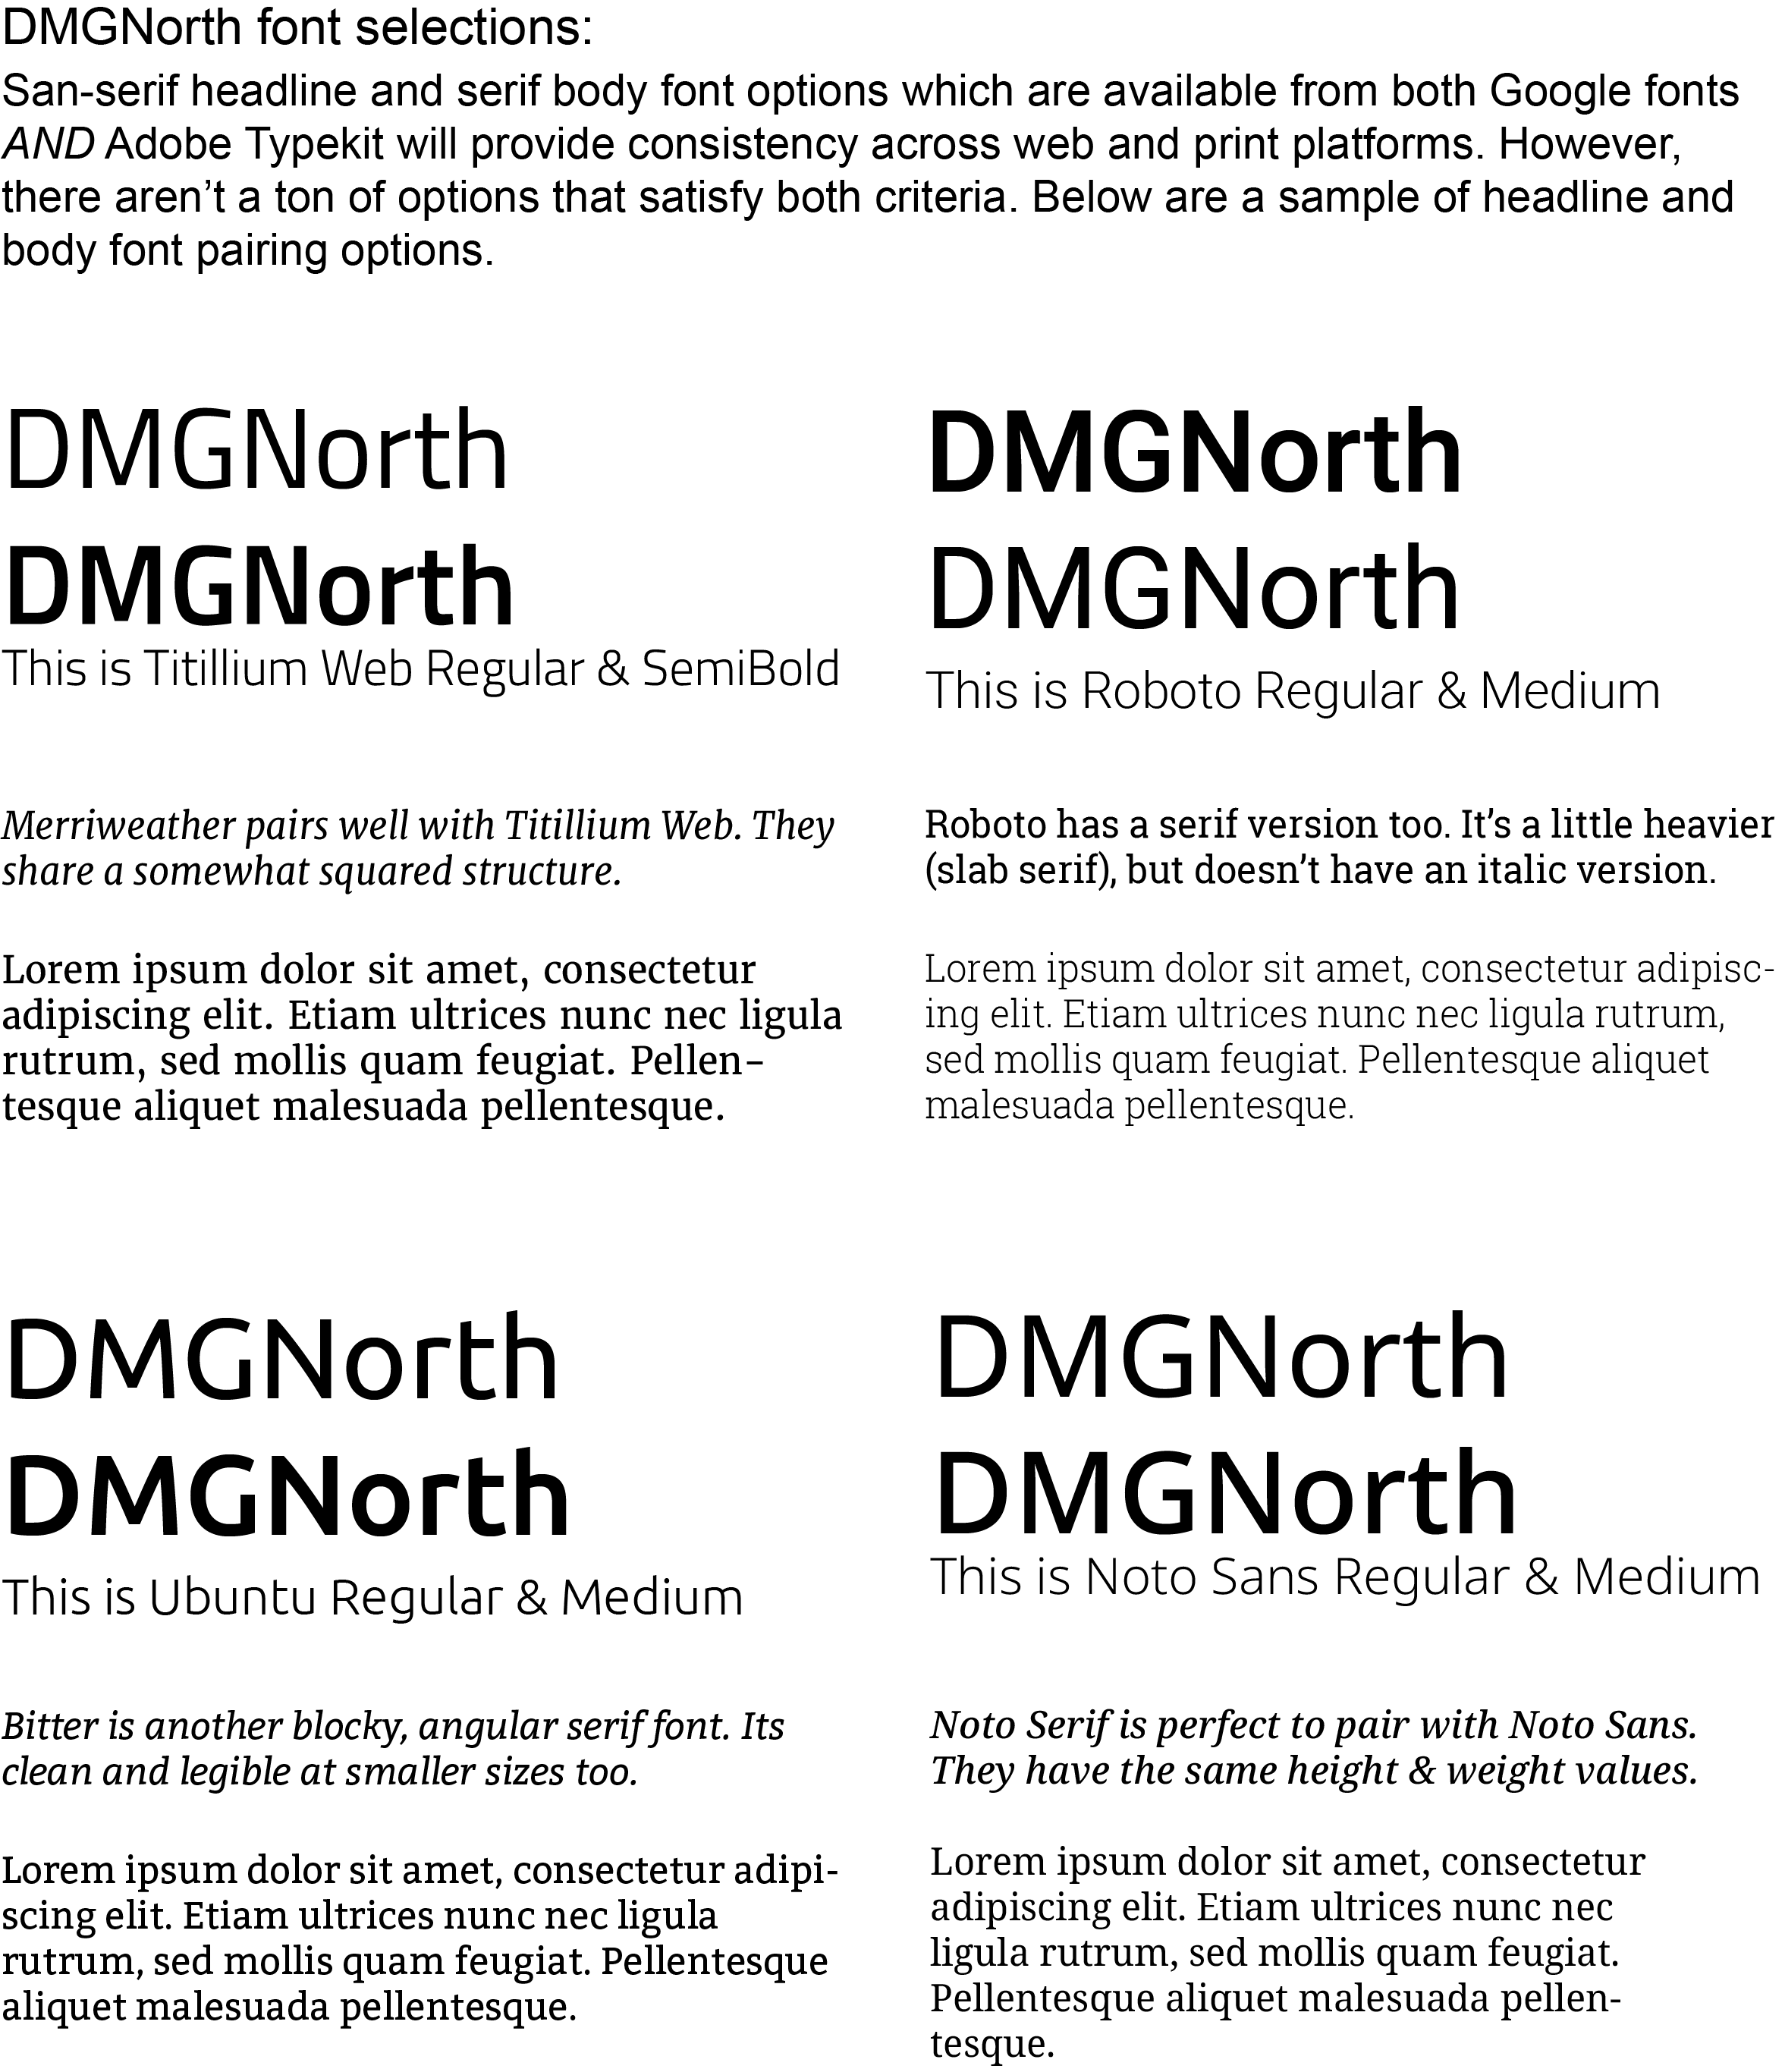 DMGNorth font selections:
San-serif headline and serif body font options which are available from both Google fonts
AND Adobe Typekit will provide consistency across web and print platforms. However,
there aren’t a ton of options that satisfy both criteria. Below are a sample of headline and
body font pairing options.
DMGNorth
DMGNorth
This is Titillium Web Regular & SemiBold
Merriweather pairs well with Titillium Web. They
share a somewhat squared structure.
Lorem ipsum dolor sit amet, consectetur
adipiscing elit. Etiam ultrices nunc nec ligula
rutrum, sed mollis quam feugiat. Pellen-
tesque aliquet malesuada pellentesque.
DMGNorth
DMGNorth
This is Roboto Regular & Medium
Roboto has a serif version too. It’s a little heavier
(slab serif), but doesn’t have an italic version.
Lorem ipsum dolor sit amet, consectetur adipisc-
ing elit. Etiam ultrices nunc nec ligula rutrum,
sed mollis quam feugiat. Pellentesque aliquet
malesuada pellentesque.
DMGNorth
DMGNorth
This is Ubuntu Regular & Medium
Bitter is another blocky, angular serif font. Its
clean and legible at smaller sizes too.
Lorem ipsum dolor sit amet, consectetur adipi-
scing elit. Etiam ultrices nunc nec ligula
rutrum, sed mollis quam feugiat. Pellentesque
aliquet malesuada pellentesque.
DMGNorth
DMGNorth
This is Noto Sans Regular & Medium
Noto Serif is perfect to pair with Noto Sans.
They have the same height & weight values.
Lorem ipsum dolor sit amet, consectetur
adipiscing elit. Etiam ultrices nunc nec
ligula rutrum, sed mollis quam feugiat.
Pellentesque aliquet malesuada pellen-
tesque.